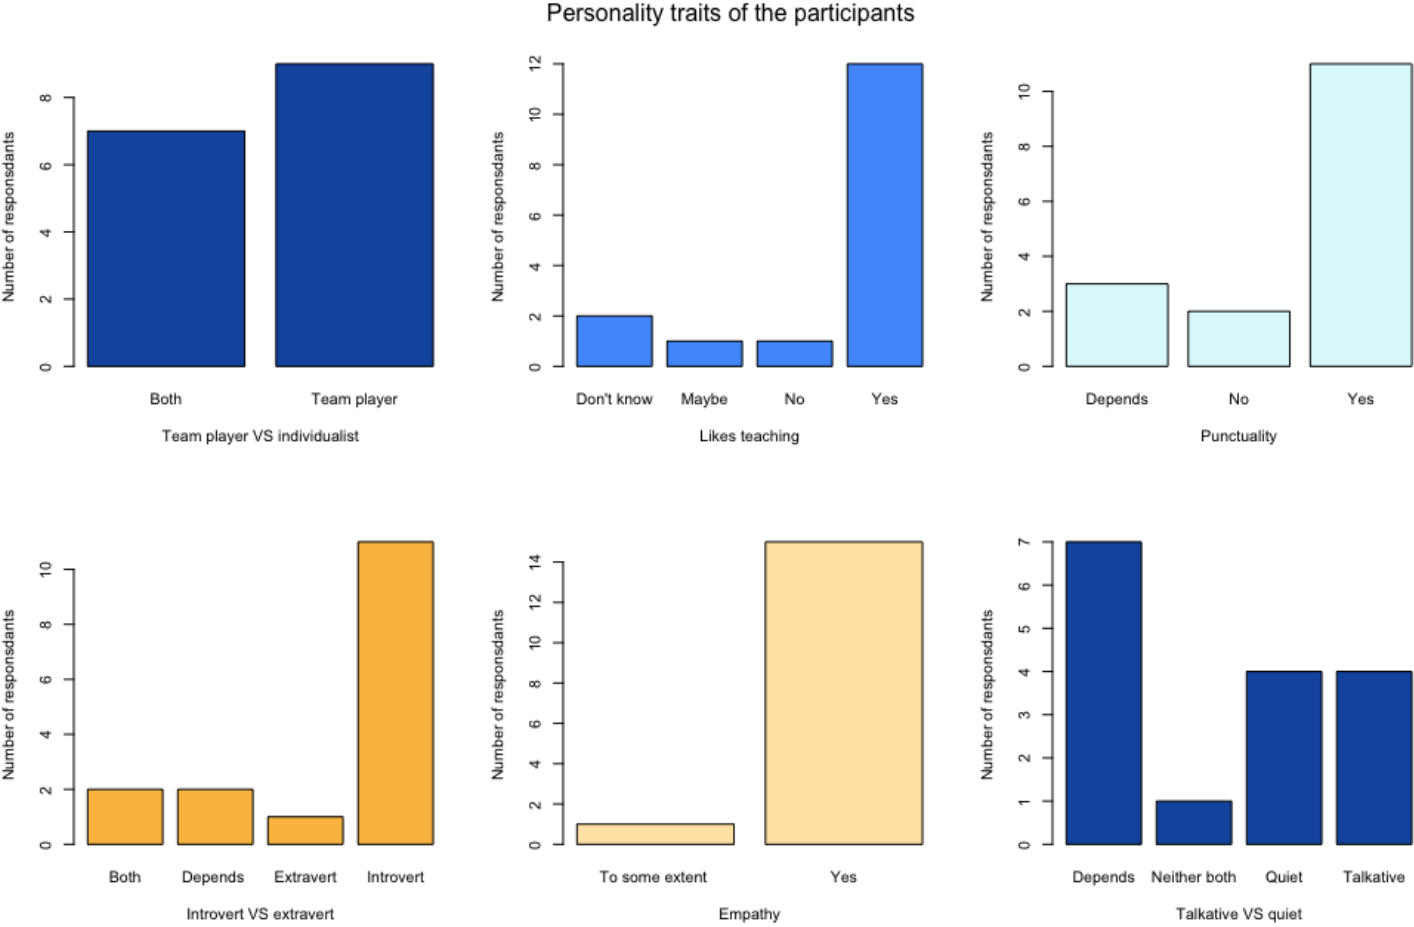 Personality traits of the participants
Number of responsdants
0 2 4 6 8
Both Team player
Team player VS individualist
Number of responsdants
0 2 4 6 8 10 12
Don't know Maybe No Yes
Likes teaching
Number of responsdants
0 2 4 6 8 10
Depends No Yes
Punctuality
Number of responsdants
0 2 4 6 8 10
Both Depends Extravert Introvert
Introvert VS extravert
Number of responsdants
0 2 4 6 8 10 12 14
To some extent Yes
Empathy
Number of responsdants
0 1 2 3 4 5 6 7
Depends Neither both Quiet Talkative
Talkative VS quiet